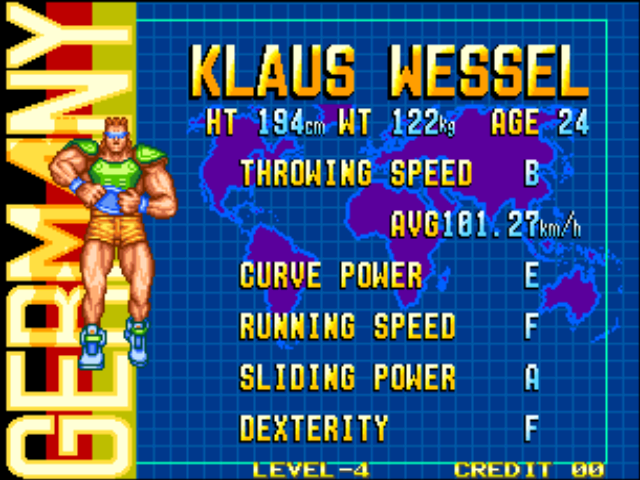 GERMANY
KLAUS WESSEL
HT 194cm WT 122kg AGE 24
THROWING SPEED B
AVG101.27km/h
CURVE POWER E
RUNNING SPEED F
SLIDING POWER A
DEXTERITY F
LEVEL-4 CREDIT 00